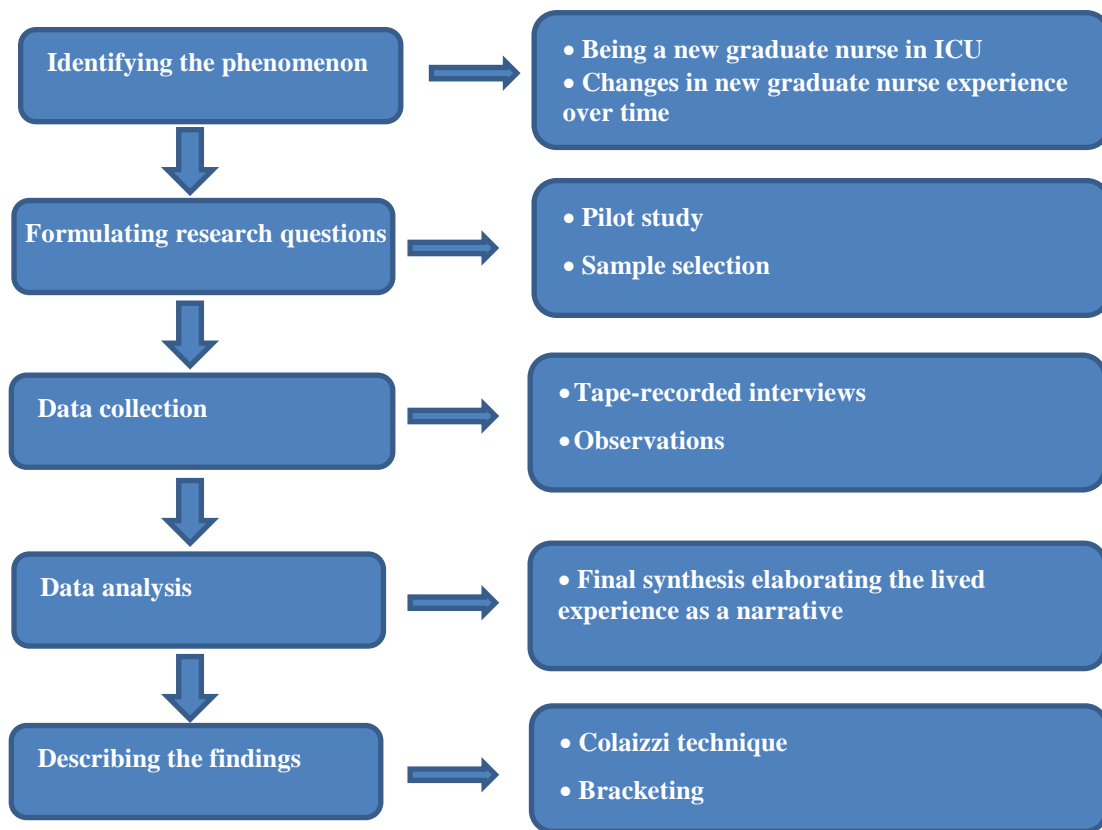 Identifying the phenomenon
• Being a new graduate nurse in ICU
• Changes in new graduate nurse experience
over time
Formulating research questions
• Pilot study
• Sample selection
Data collection
• Tape-recorded interviews
• Observations
Data analysis
• Final synthesis elaborating the lived
experience as a narrative
Describing the findings
• Colaizzi technique
• Bracketing